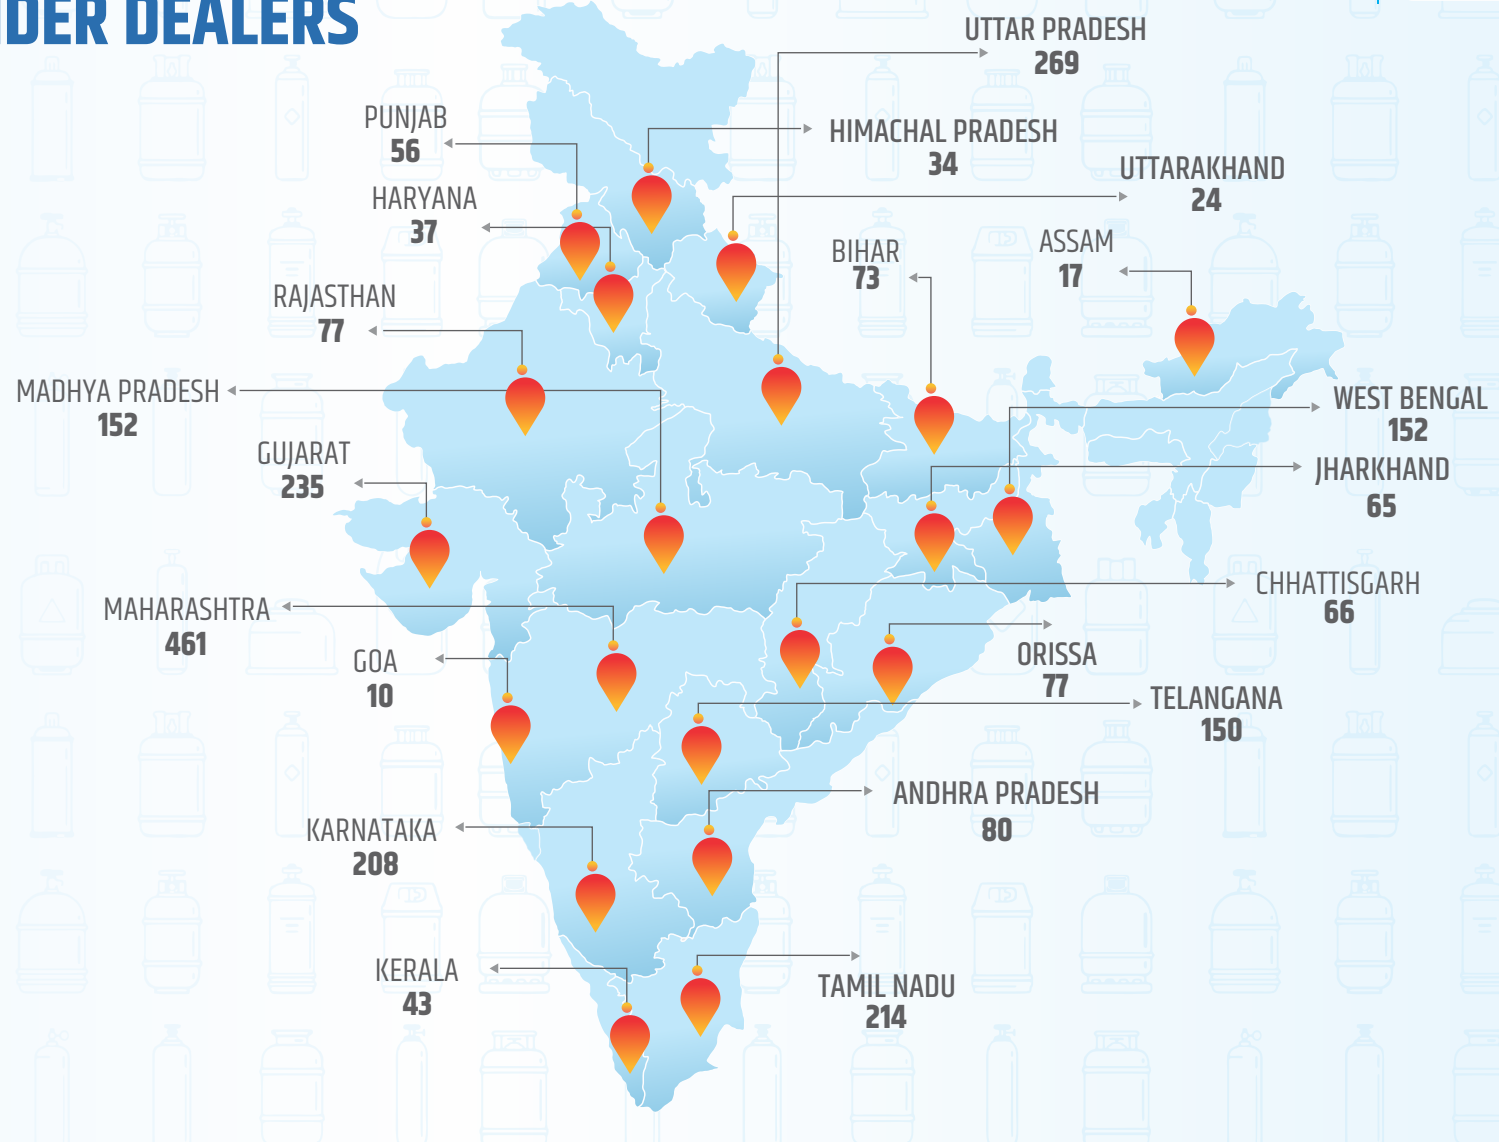 DEALERS
UTTAR PRADESH
269
PUNJAB
56
HIMACHAL PRADESH
34
UTTARAKHAND
24
HARYANA
37
BIHAR
73
ASSAM
17
RAJASTHAN
77
MADHYA PRADESH
152
WEST BENGAL
152
GUJARAT
235
JHARKHAND
65
CHHATTISGARH
66
MAHARASHTRA
461
GOA
10
ORISSA
77
TELANGANA
150
ANDHRA PRADESH
80
KARNATAKA
208
KERALA
43
TAMIL NADU
214